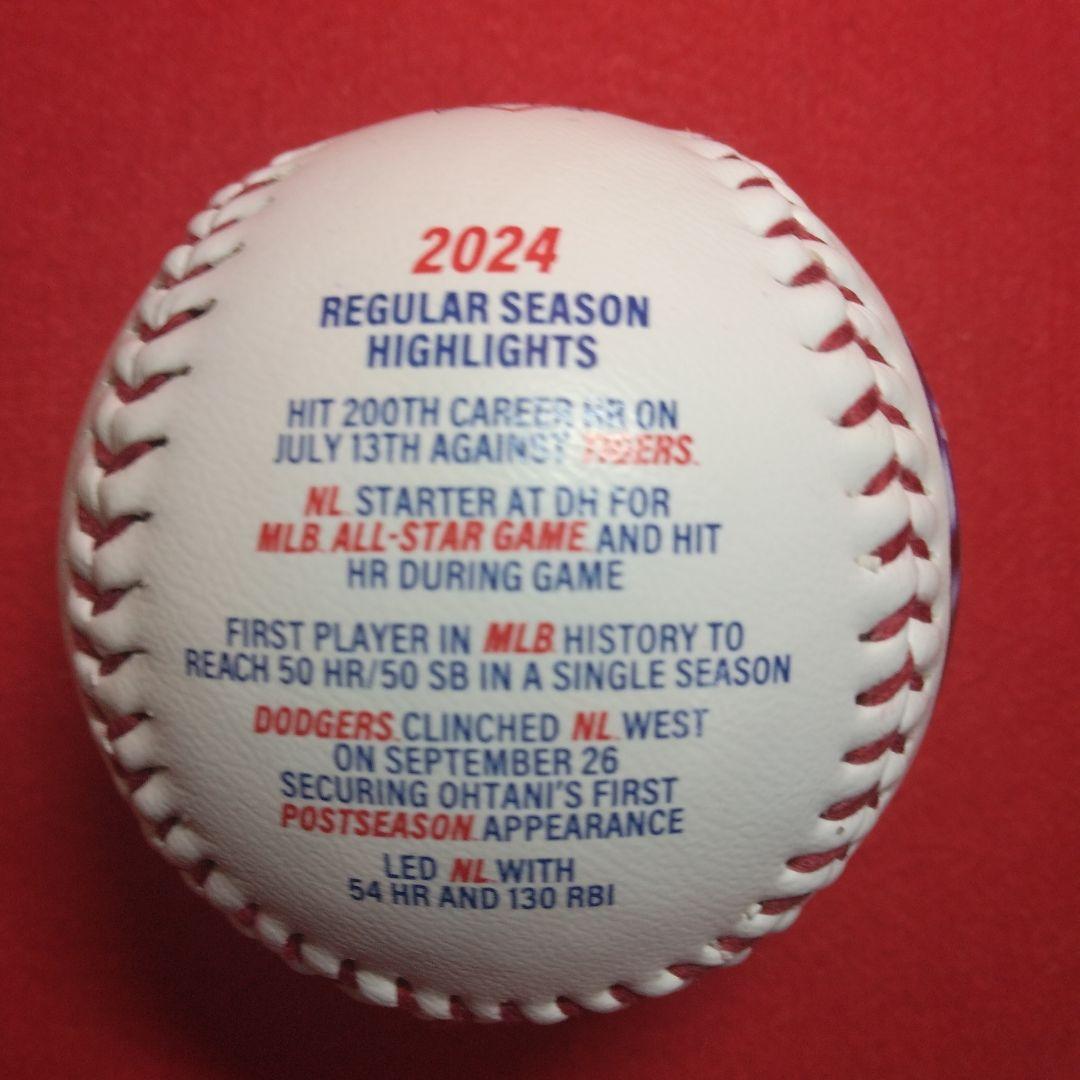 2024
REGULAR SEASON
HIGHLIGHTS
HIT 200TH CAREER HR ON
JULY 13TH AGAINST TIGERS.
NL STARTER AT DH FOR
MLB ALL-STAR GAME AND HIT
HR DURING GAME
FIRST PLAYER IN MLB HISTORY TO
REACH 50 HR/50 SB IN A SINGLE SEASON
DODGERS CLINCHED NL WEST
ON SEPTEMBER 26
SECURING OHTANI'S FIRST
POSTSEASON APPEARANCE
LED NL WITH
54 HR AND 130 RBI